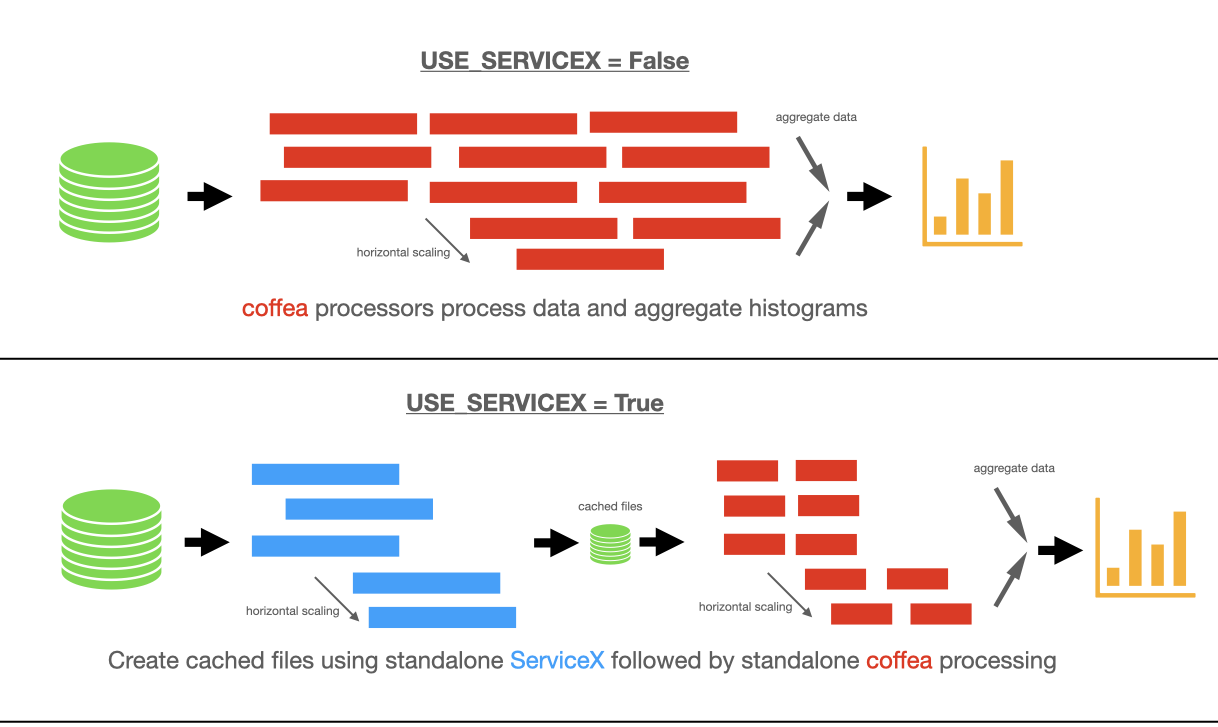 USE_SERVICEX = False
aggregate data
horizontal scaling
coffea processors process data and aggregate histograms
USE_SERVICEX = True
aggregate data
cached files
horizontal scaling
horizontal scaling
Create cached files using standalone ServiceX followed by standalone coffea processing